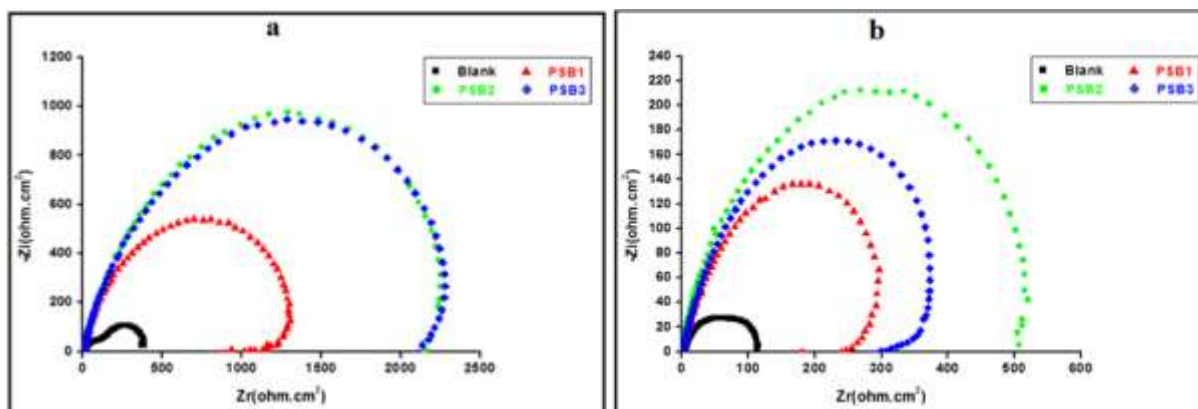 a
1200
1000
800
600
400
200
0
-Zi(ohm.cm²)
Blank PSB1
PSB2 PSB3
0 500 1000 1500 2000 2500
Zr(ohm.cm²)
b
240
220
200
180
160
140
120
100
80
60
40
20
0
-Zi(ohm.cm²)
Blank PSB1
PSB2 PSB3
0 100 200 300 400 500 600
Zr(ohm.cm²)